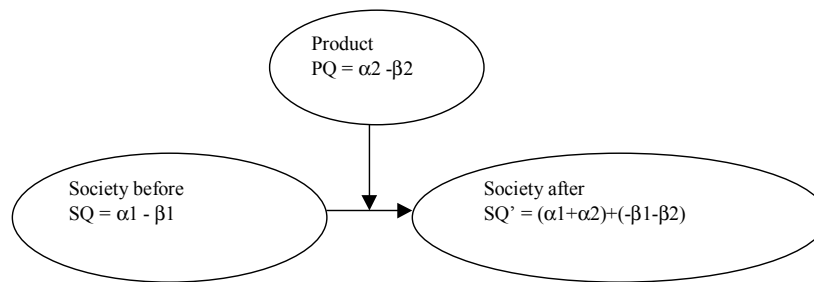 Product
PQ = α2 -β2
Society before
SQ = α1 - β1
Society after
SQ’ = (α1+α2)+(-β1-β2)